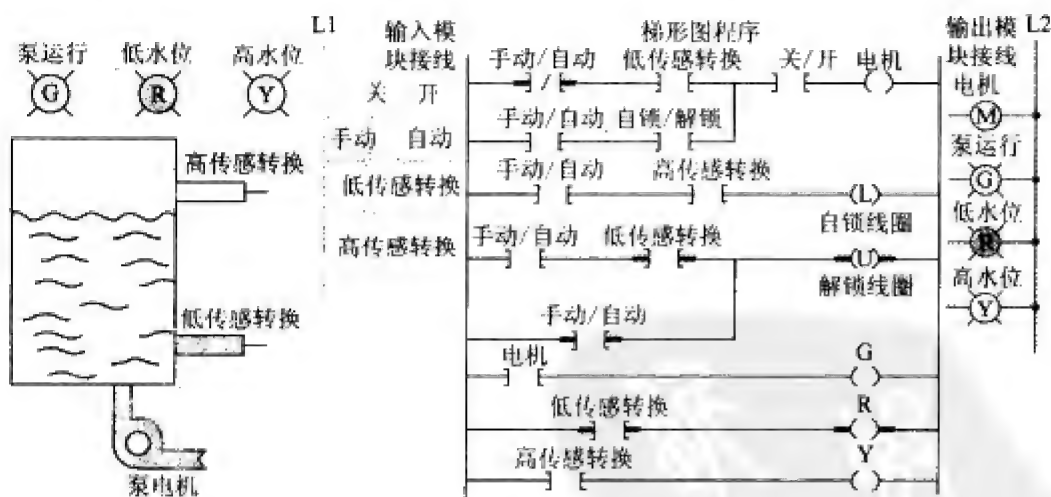 泵运行 低水位 高水位
G R Y
高传感转换
低传感转换
泵电机
L1
输入模
块接线
关 开
手动 自动
低传感转换
高传感转换
梯形图程序
手动/自动 低传感转换 关/开 电机
手动/自动 自锁/解锁
手动/自动 高传感转换
L
自锁线圈
手动/自动 低传感转换
U
解锁线圈
手动/自动
电机 G
低传感转换 R
高传感转换 Y
输出模 L2
块接线
电机
M
泵运行
G
低水位
R
高水位
Y